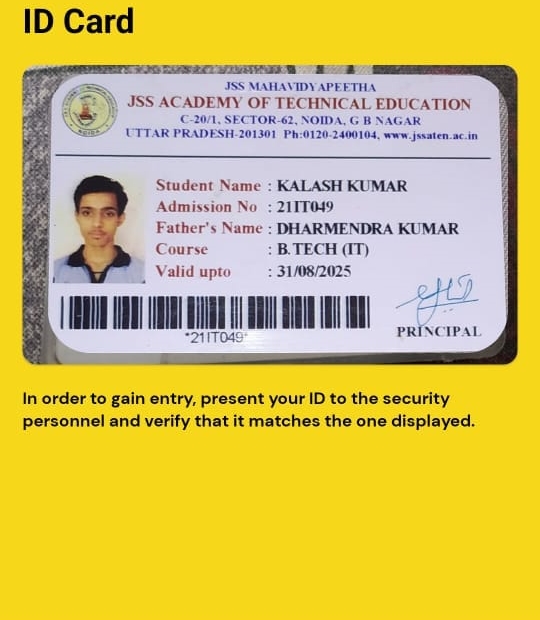 ID Card
JSS MAHAVIDYAPEETHA
JSS ACADEMY OF TECHNICAL EDUCATION
C-20/1, SECTOR-62, NOIDA, G B NAGAR
UTTAR PRADESH-201301 Ph:0120-2400104, www.jssaten.ac.in
NOIDA
Student Name : KALASH KUMAR
Admission No : 21IT049
Father's Name : DHARMENDRA KUMAR
Course : B.TECH (IT)
Valid upto : 31/08/2025
*21IT049*
PRINCIPAL
In order to gain entry, present your ID to the security
personnel and verify that it matches the one displayed.